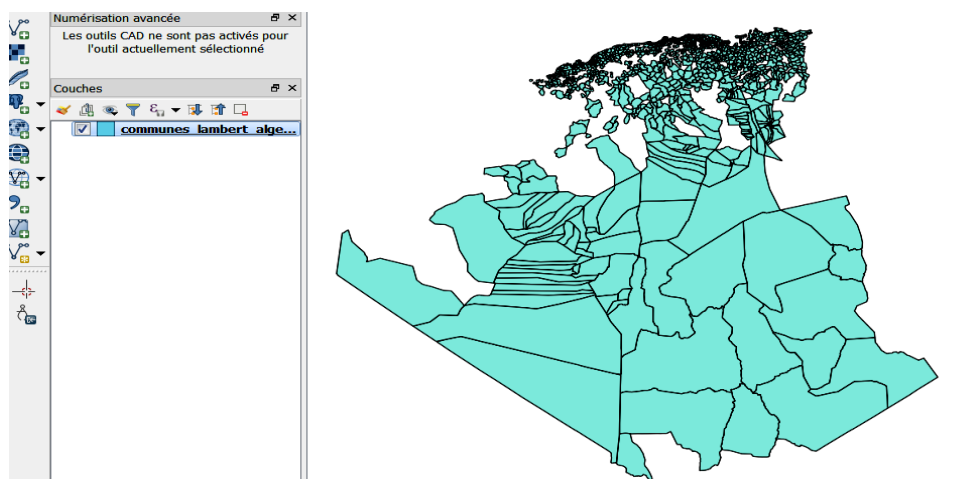 Numérisation avancée
Les outils CAD ne sont pas activés pour
l'outil actuellement sélectionné
Couches
communes_lambert_alge...